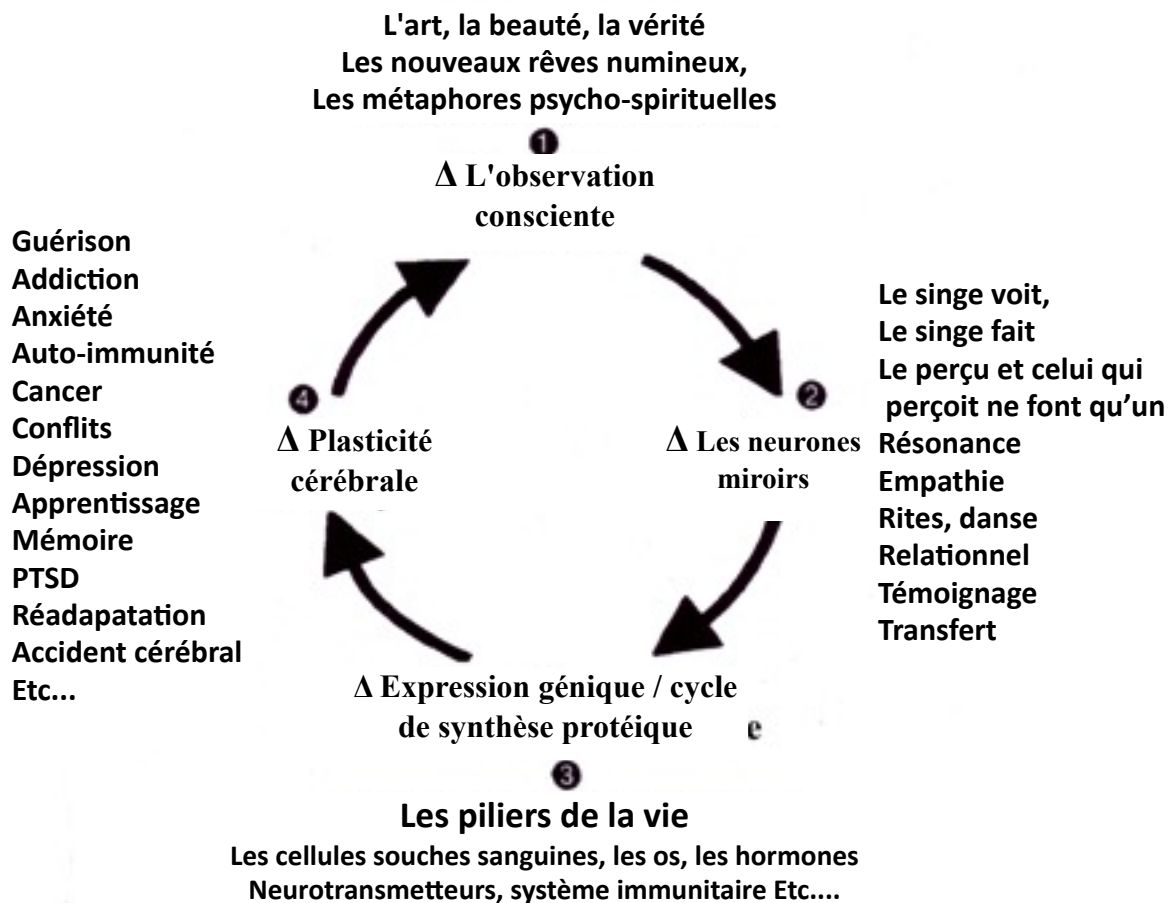 L'art, la beauté, la vérité
Les nouveaux rêves numineux,
Les métaphores psycho-spirituelles
1
Δ L'observation
consciente
Guérison
Addiction
Anxiété
Auto-immunité
Cancer
Conflits
Dépression
Apprentissage
Mémoire
PTSD
Réadapatation
Accident cérébral
Etc...
4
Δ Plasticité
cérébrale
2
Δ Les neurones
miroirs
Le singe voit,
Le singe fait
Le perçu et celui qui
perçoit ne font qu'un
Résonance
Empathie
Rites, danse
Relationnel
Témoignage
Transfert
Δ Expression génique / cycle
de synthèse protéique e
3
Les piliers de la vie
Les cellules souches sanguines, les os, les hormones
Neurotransmetteurs, système immunitaire Etc....